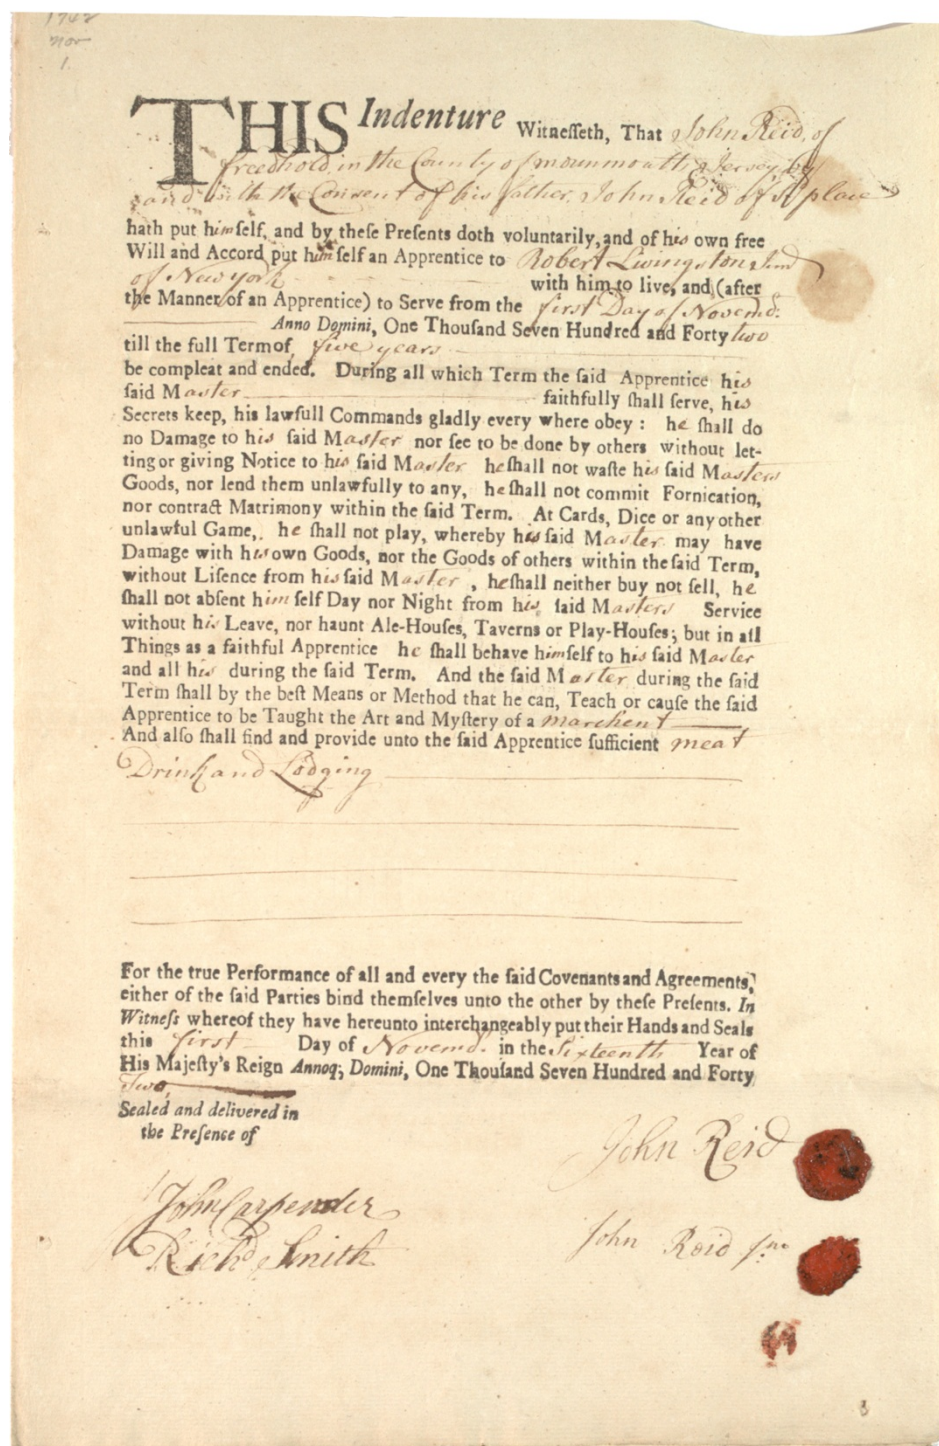 1742
Nov
1.
THIS Indenture Witnesseth, That John Reid, of
freedhold in the County of mounmouth Jersey, by
and with the Consent of his father, John Reid of sd place
hath put himself, and by these Presents doth voluntarily, and of his own free
Will and Accord put him self an Apprentice to Robert Livingston Jund
of New york with him to live, and (after
the Manner of an Apprentice) to Serve from the first Day of Novemd:
Anno Domini, One Thousand Seven Hundred and Forty two
till the full Term of five years
be compleat and ended. During all which Term the said Apprentice his
said Master faithfully shall serve, his
Secrets keep, his lawfull Commands gladly every where obey: he shall do
no Damage to his said Master nor see to be done by others without let-
ting or giving Notice to his said Master he shall not waste his said Masters
Goods, nor lend them unlawfully to any, he shall not commit Fornication,
nor contract Matrimony within the said Term. At Cards, Dice or any other
unlawful Game, he shall not play, whereby his said Master may have
Damage with his own Goods, nor the Goods of others within the said Term,
without Lisence from his said Master, he shall neither buy not sell, he
shall not absent him self Day nor Night from his said Masters Service
without his Leave, nor haunt Ale-Houses, Taverns or Play-Houses; but in all
Things as a faithful Apprentice he shall behave himself to his said Master
and all his during the said Term. And the said Master during the said
Term shall by the best Means or Method that he can, Teach or cause the said
Apprentice to be Taught the Art and Mystery of a marchent
And also shall find and provide unto the said Apprentice sufficient meat
Drink and Lodging
For the true Performance of all and every the said Covenants and Agreements,
either of the said Parties bind themselves unto the other by these Presents. In
Witness whereof they have hereunto interchangeably put their Hands and Seals
this first Day of Novemd: in the Sixteenth Year of
His Majesty's Reign Annoq; Domini, One Thousand Seven Hundred and Forty
Two
Sealed and delivered in
the Presence of
John Reid
John Carpender
John Reid Jnr
Richd Smith